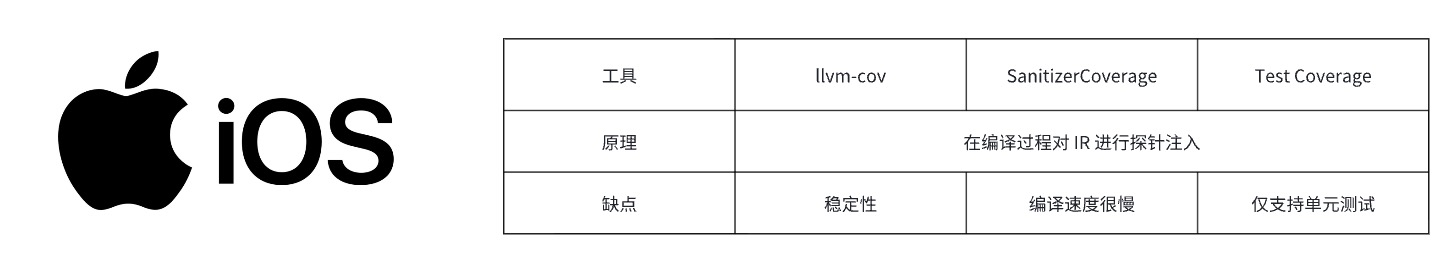 iOS
工具 llvm-cov SanitizerCoverage Test Coverage
原理 在编译过程对 IR 进行探针注入
缺点 稳定性 编译速度很慢 仅支持单元测试